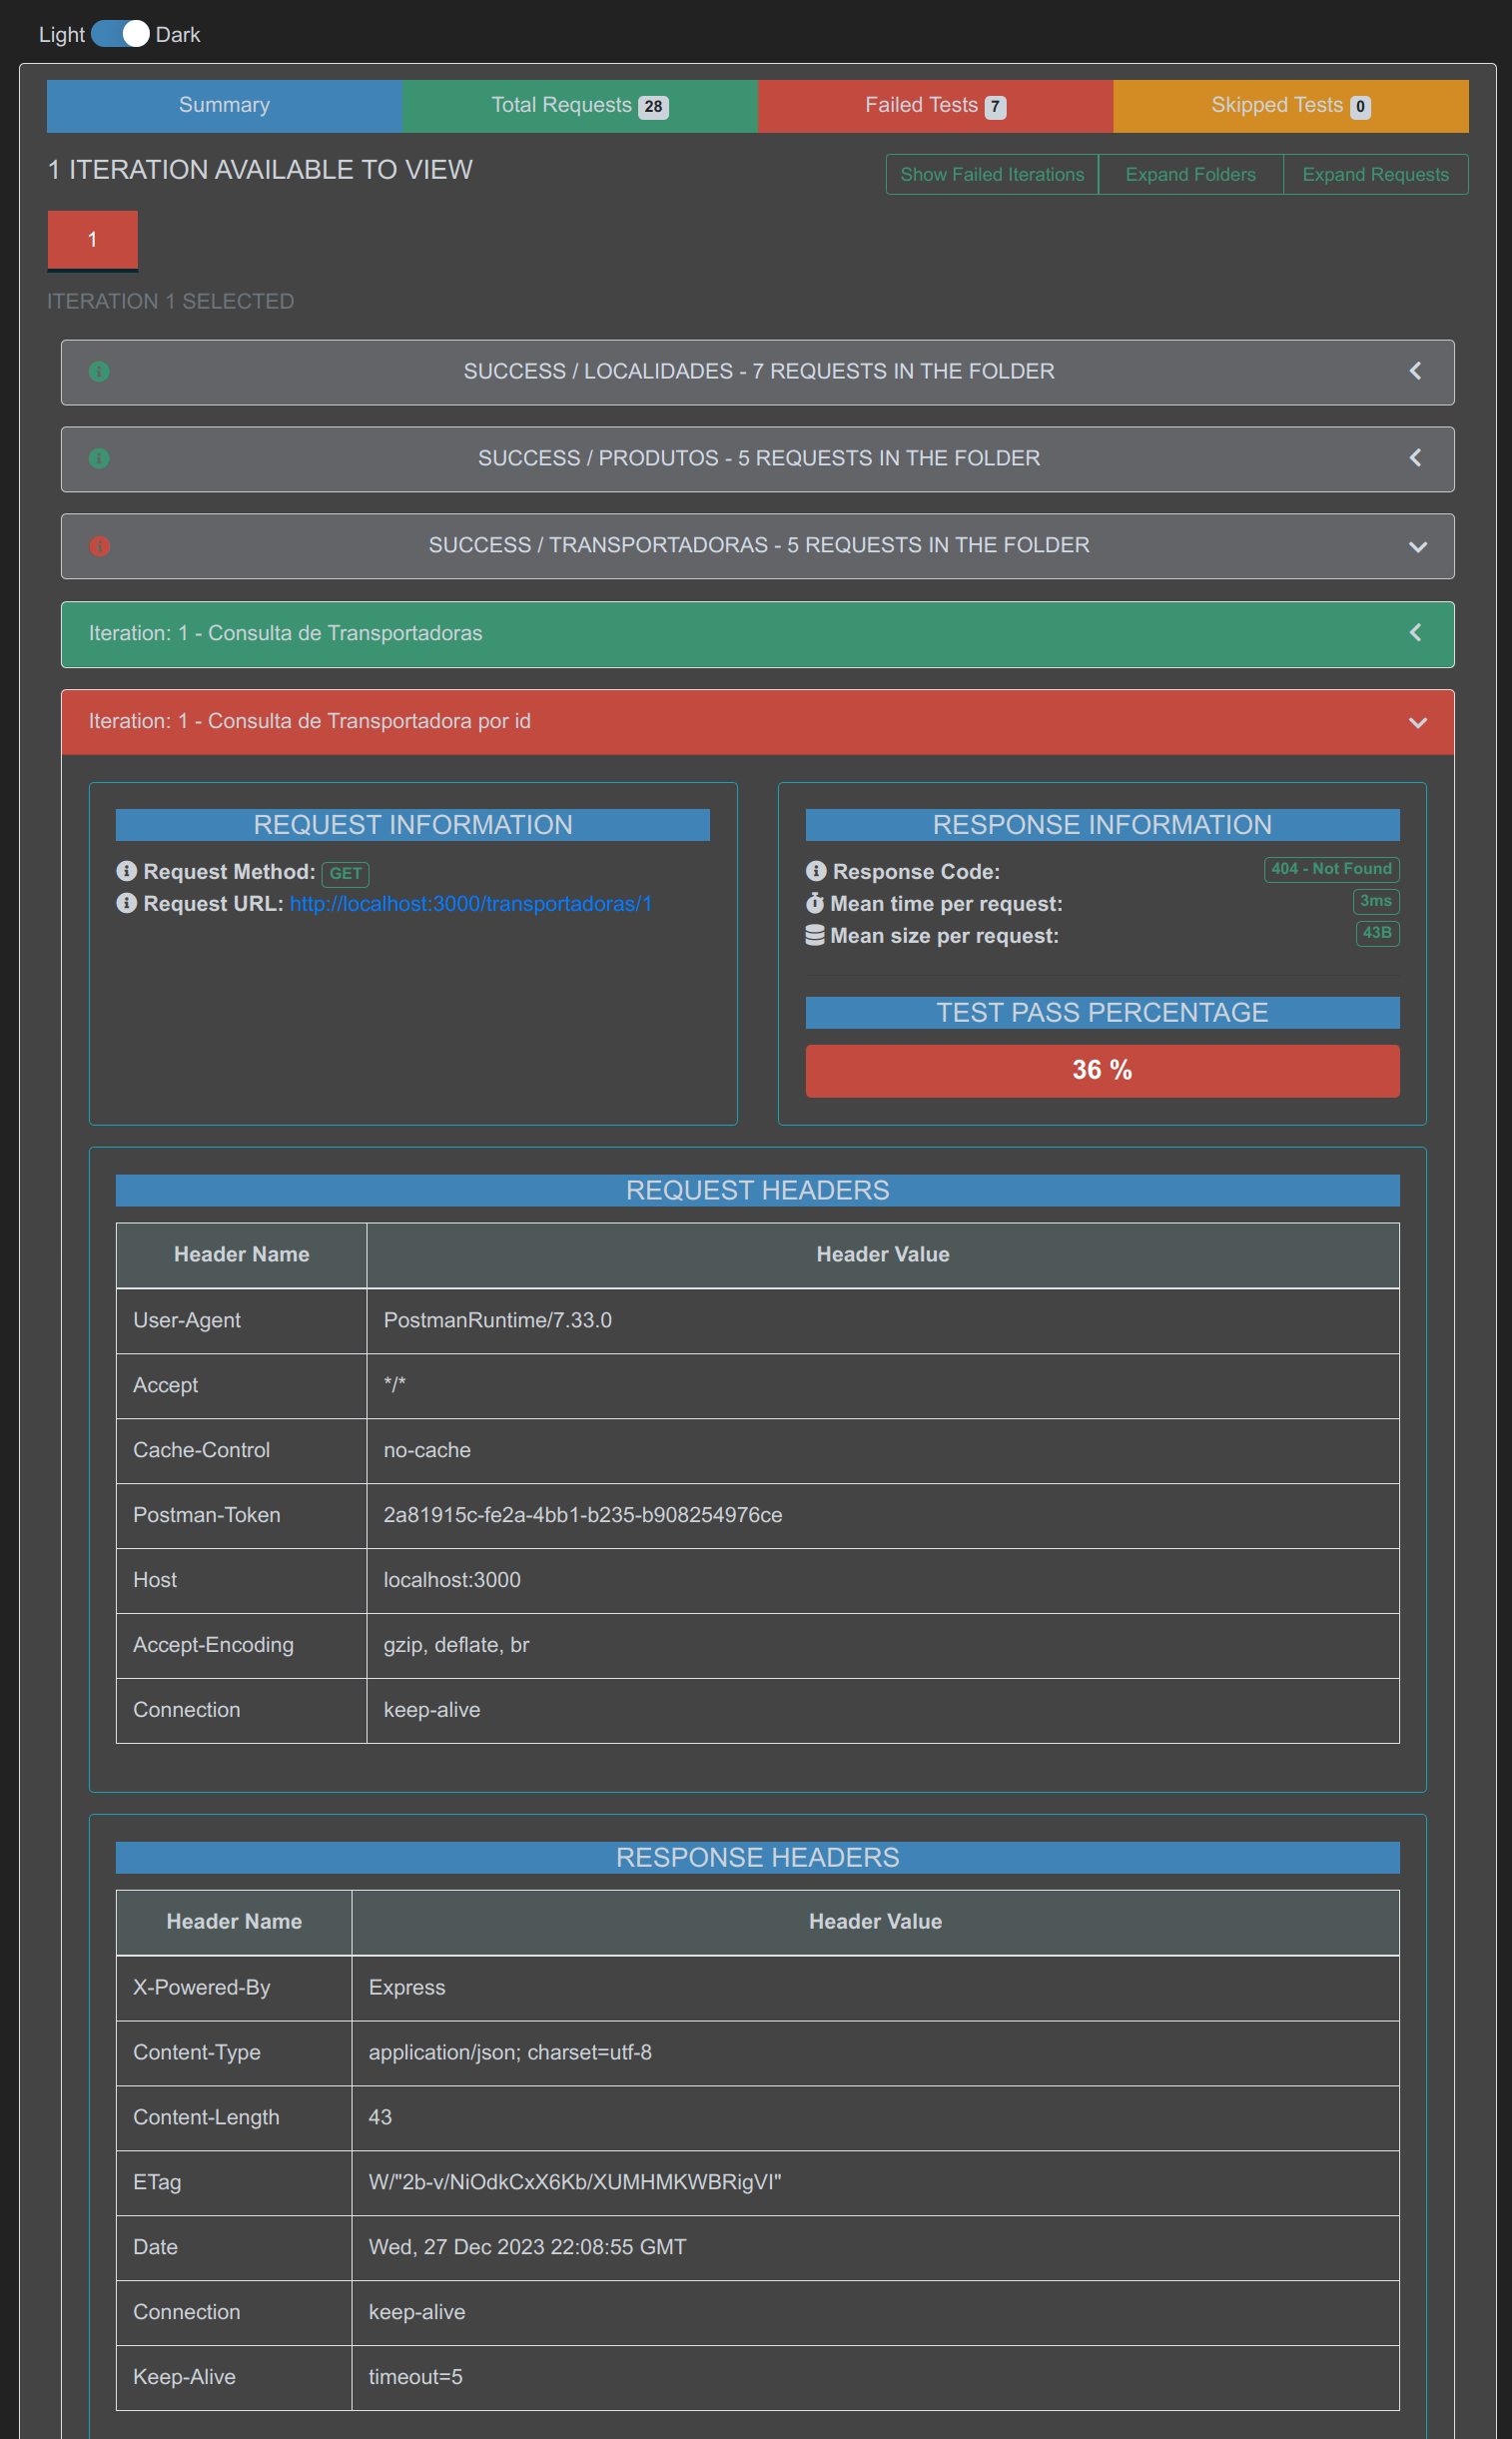 Light Dark
Summary Total Requests 28 Failed Tests 7 Skipped Tests 0
1 ITERATION AVAILABLE TO VIEW
Show Failed Iterations Expand Folders Expand Requests
1
ITERATION 1 SELECTED
SUCCESS / LOCALIDADES - 7 REQUESTS IN THE FOLDER
SUCCESS / PRODUTOS - 5 REQUESTS IN THE FOLDER
SUCCESS / TRANSPORTADORAS - 5 REQUESTS IN THE FOLDER
Iteration: 1 - Consulta de Transportadoras
Iteration: 1 - Consulta de Transportadora por id
REQUEST INFORMATION
Request Method: GET
Request URL: http://localhost:3000/transportadoras/1
RESPONSE INFORMATION
Response Code: 404 - Not Found
Mean time per request: 3ms
Mean size per request: 43B
TEST PASS PERCENTAGE
36 %
REQUEST HEADERS
Header Name Header Value
User-Agent PostmanRuntime/7.33.0
Accept */*
Cache-Control no-cache
Postman-Token 2a81915c-fe2a-4bb1-b235-b908254976ce
Host localhost:3000
Accept-Encoding gzip, deflate, br
Connection keep-alive
RESPONSE HEADERS
Header Name Header Value
X-Powered-By Express
Content-Type application/json; charset=utf-8
Content-Length 43
ETag W/"2b-v/NiOdkCxX6Kb/XUMHMKWBRigVI"
Date Wed, 27 Dec 2023 22:08:55 GMT
Connection keep-alive
Keep-Alive timeout=5